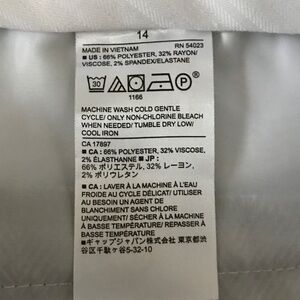 14
MADE IN VIETNAM RN 54023
■ US : 66% POLYESTER, 32% RAYON/
VISCOSE, 2% SPANDEX/ELASTANE
30 P
1166
MACHINE WASH COLD GENTLE
CYCLE/ ONLY NON-CHLORINE BLEACH
WHEN NEEDED/ TUMBLE DRY LOW/
COOL IRON
CA 17897
■ CA : 66% POLYESTER, 32% VISCOSE,
2% ÉLASTHANNE ■ JP :
66% ポリエステル, 32% レーヨン,
2% ポリウレタン
■ CA : LAVER À LA MACHINE À L'EAU
FROIDE AU CYCLE DÉLICAT/ UTILISER
AU BESOIN UN AGENT DE
BLANCHIMENT SANS CHLORE
UNIQUEMENT/ SÉCHER À LA MACHINE
À BASSE TEMPÉRATURE/ REPASSER À
BASSE TEMPÉRATURE
■ギャップジャパン株式会社 東京都渋
谷区千駄ヶ谷5-32-10